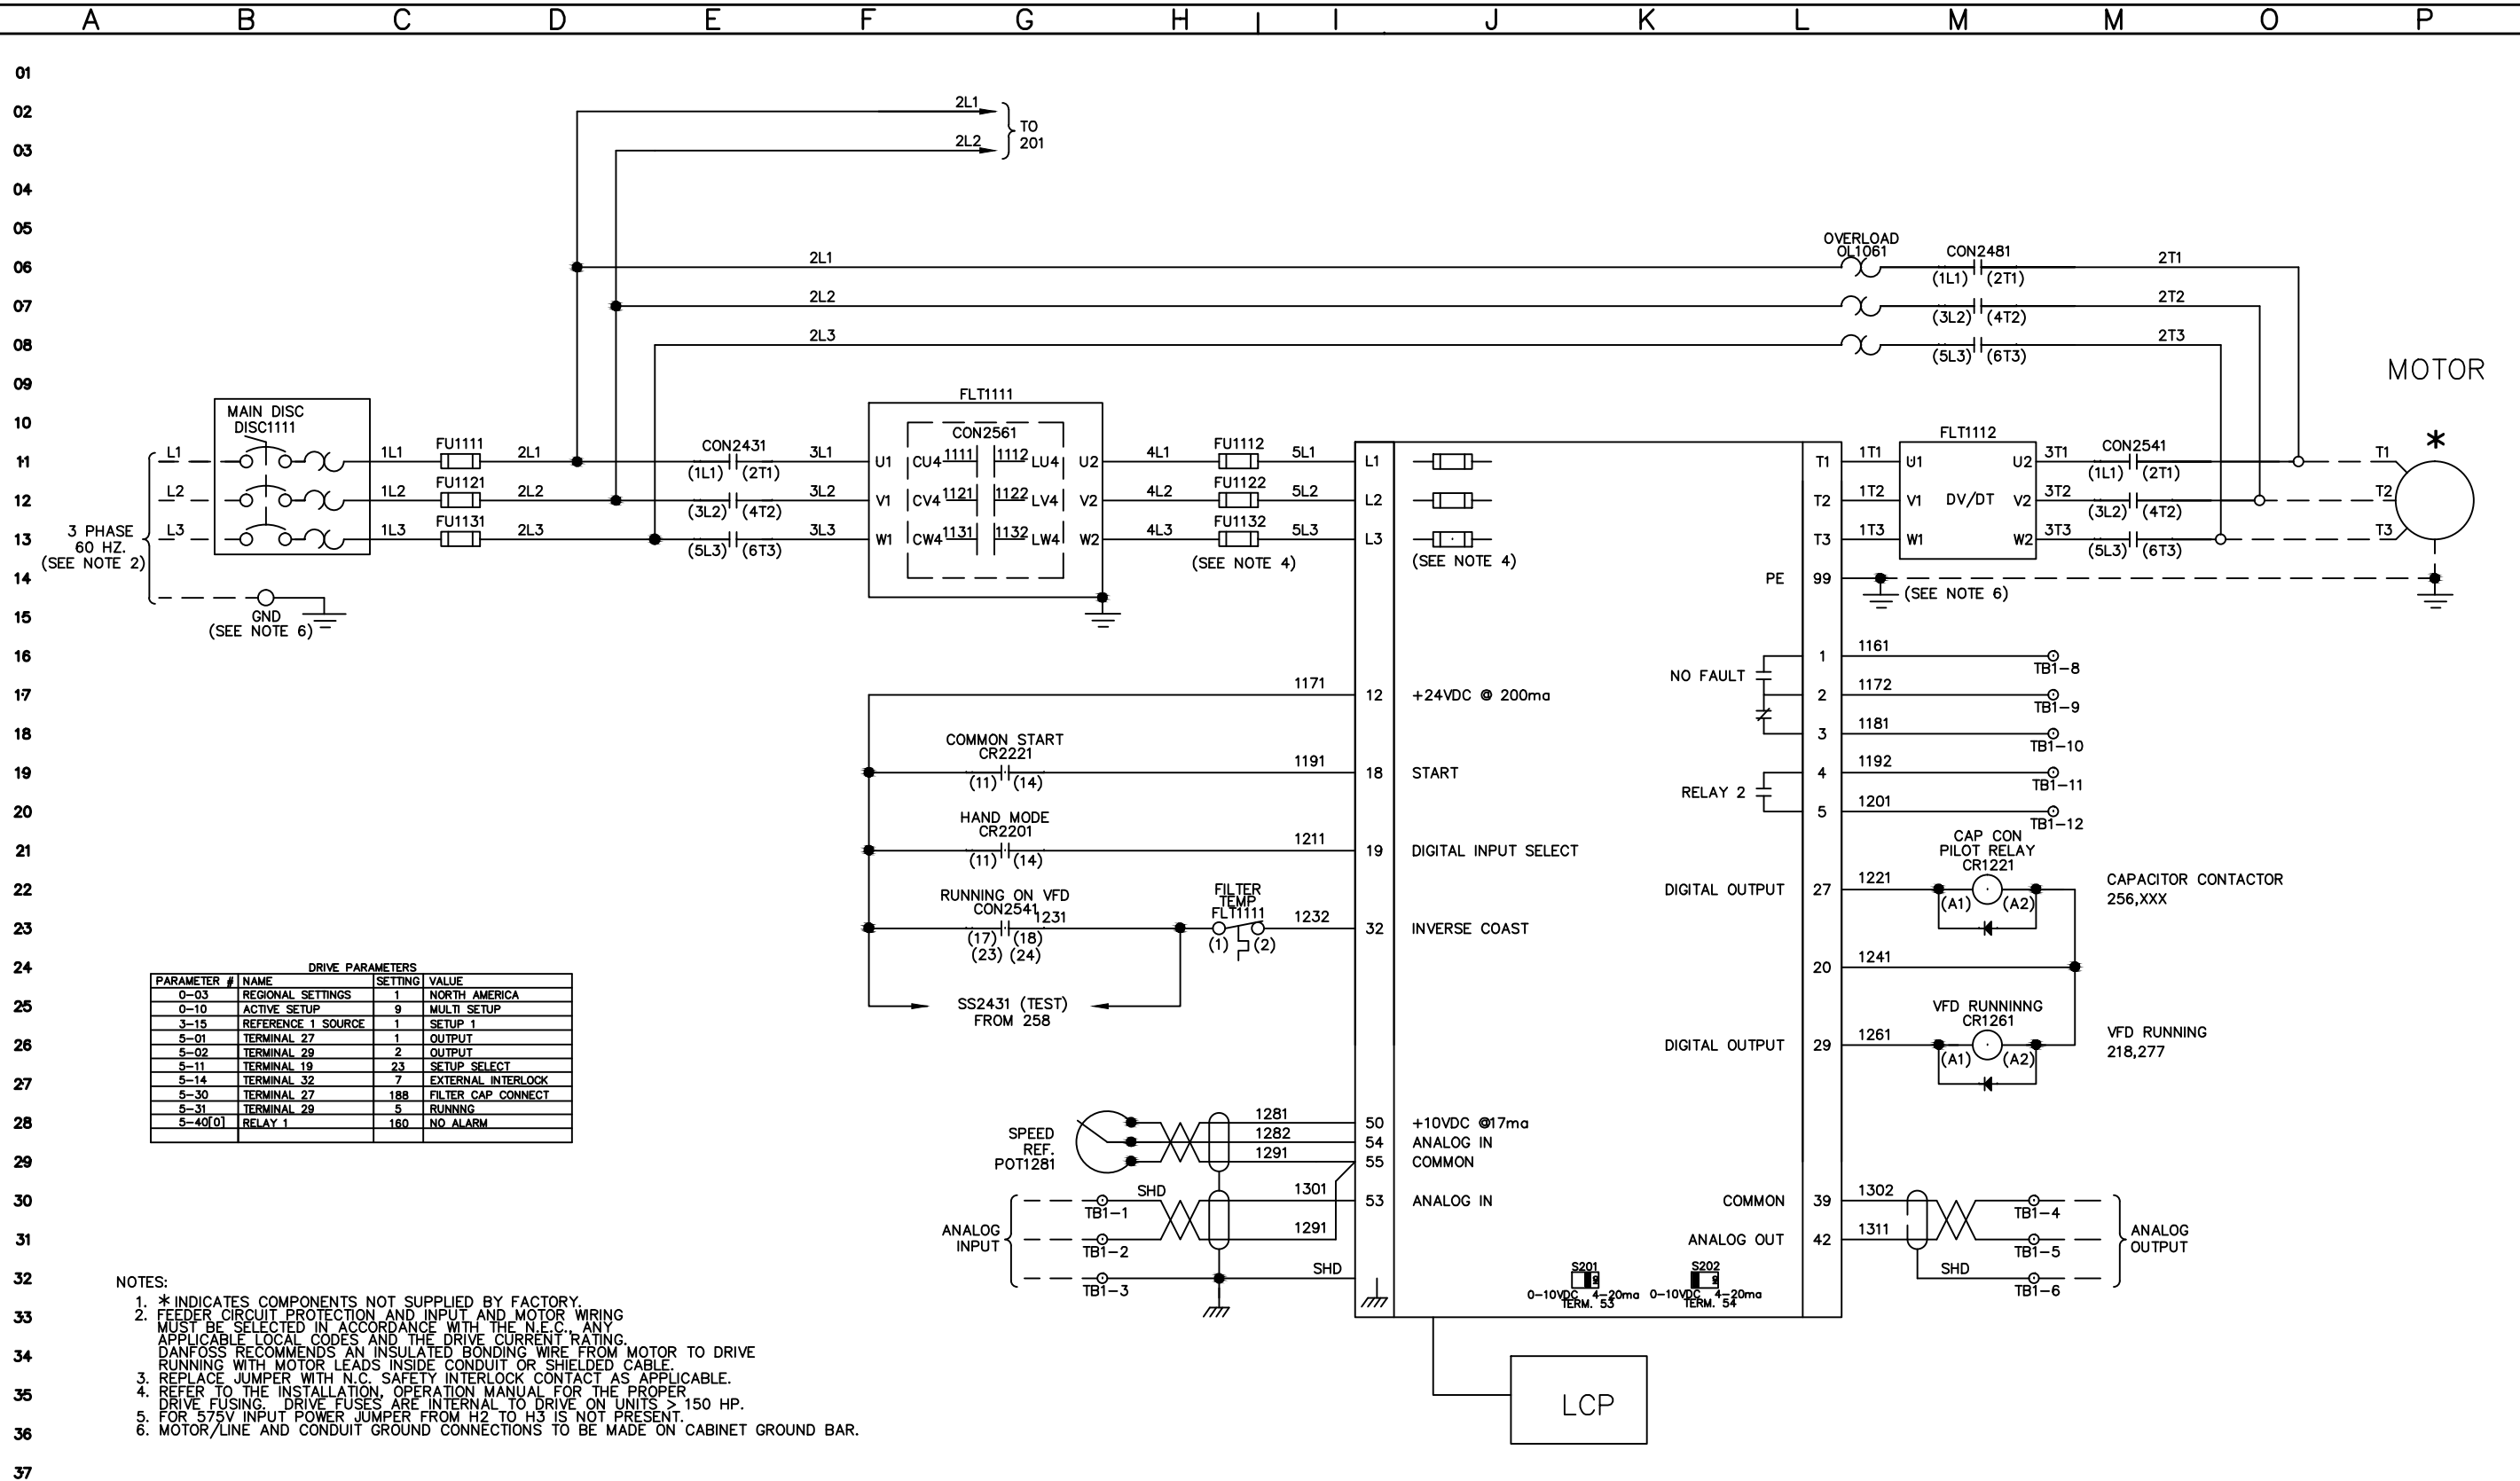 A B C D E F G H I I J K L M M O P
01
02 2L1
TO
201
03 2L2
04
05
OVERLOAD
OL1061 CON2481
06 2L1 (1L1) (2T1) 2T1
07 2L2 (3L2) (4T2) 2T2
08 2L3 (5L3) (6T3) 2T3
09
MOTOR
FLT1111
MAIN DISC
DISC1111
10
CON2561
FU1111 CON2431 FU1112 FLT1112 CON2541 *
11 L1 1L1 2L1 (1L1) (2T1) 3L1 U1 CU4 1111 1112 LU4 U2 4L1 5L1 L1 T1 1T1 U1 U2 3T1 (1L1) (2T1) T1
FU1121 FU1122
12 L2 1L2 2L2 (3L2) (4T2) 3L2 V1 CV4 1121 1122 LV4 V2 4L2 5L2 L2 T2 1T2 V1 DV/DT V2 3T2 (3L2) (4T2) T2
FU1131 FU1132
13 L3 1L3 2L3 (5L3) (6T3) 3L3 W1 CW4 1131 1132 LW4 W2 4L3 5L3 L3 T3 1T3 W1 W2 3T3 (5L3) (6T3) T3
3 PHASE
60 HZ.
(SEE NOTE 2)
(SEE NOTE 4) (SEE NOTE 4)
14 PE 99
(SEE NOTE 6)
15 GND
(SEE NOTE 6)
16 1 1161
TB1-8
NO FAULT
17 1171 12 +24VDC @ 200ma 2 1172
TB1-9
18 3 1181
TB1-10
COMMON START
CR2221
19 (11) (14) 1191 18 START 4 1192
TB1-11
RELAY 2
20 5 1201
TB1-12
HAND MODE
CR2201
21 (11) (14) 1211 19 DIGITAL INPUT SELECT
CAP CON
PILOT RELAY
CR1221
22 DIGITAL OUTPUT 27 1221 (A1) (A2)
CAPACITOR CONTACTOR
256,XXX
RUNNING ON VFD
CON2541 1231
FILTER
TEMP
FLT1111
23 (17) (18) (1) (2) 1232 32 INVERSE COAST
(23) (24)
24 20 1241
25 SS2431 (TEST)
FROM 258
VFD RUNNINNG
CR1261
26 DIGITAL OUTPUT 29 1261 (A1) (A2)
VFD RUNNING
218,277
27
DRIVE PARAMETERS
PARAMETER # NAME SETTING VALUE
0-03 REGIONAL SETTINGS 1 NORTH AMERICA
0-10 ACTIVE SETUP 9 MULTI SETUP
3-15 REFERENCE 1 SOURCE 1 SETUP 1
5-01 TERMINAL 27 1 OUTPUT
5-02 TERMINAL 29 2 OUTPUT
5-11 TERMINAL 19 23 SETUP SELECT
5-14 TERMINAL 32 7 EXTERNAL INTERLOCK
5-30 TERMINAL 27 188 FILTER CAP CONNECT
5-31 TERMINAL 29 5 RUNNNG
5-40[0] RELAY 1 160 NO ALARM
28 1281 50 +10VDC @17ma
SPEED
REF.
POT1281
1282 54 ANALOG IN
29 1291 55 COMMON
30 SHD 1301 53 ANALOG IN COMMON 39 1302
TB1-1 TB1-4
ANALOG
INPUT
31 1291 ANALOG OUT 42 1311
TB1-2 TB1-5
ANALOG
OUTPUT
32 SHD SHD
TB1-3 TB1-6
S201 S202
0-10VDC 4-20ma 0-10VDC 4-20ma
TERM. 53 TERM. 54
33
34
35
36
37
LCP
NOTES:
1. * INDICATES COMPONENTS NOT SUPPLIED BY FACTORY.
2. FEEDER CIRCUIT PROTECTION AND INPUT AND MOTOR WIRING
MUST BE SELECTED IN ACCORDANCE WITH THE N.E.C., ANY
APPLICABLE LOCAL CODES AND THE DRIVE CURRENT RATING.
DANFOSS RECOMMENDS AN INSULATED BONDING WIRE FROM MOTOR TO DRIVE
RUNNING WITH MOTOR LEADS INSIDE CONDUIT OR SHIELDED CABLE.
3. REPLACE JUMPER WITH N.C. SAFETY INTERLOCK CONTACT AS APPLICABLE.
4. REFER TO THE INSTALLATION, OPERATION MANUAL FOR THE PROPER
DRIVE FUSING. DRIVE FUSES ARE INTERNAL TO DRIVE ON UNITS > 150 HP.
5. FOR 575V INPUT POWER JUMPER FROM H2 TO H3 IS NOT PRESENT.
6. MOTOR/LINE AND CONDUIT GROUND CONNECTIONS TO BE MADE ON CABINET GROUND BAR.